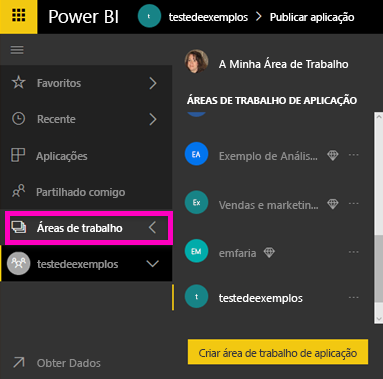 Power BI
t
testedeexemplos
Publicar aplicação
Favoritos
Recente
Aplicações
Partilhado comigo
Áreas de trabalho
testedeexemplos
Obter Dados
A Minha Área de Trabalho
ÁREAS DE TRABALHO DE APLICAÇÃO
EA
Exemplo de Anális...
Ex
Vendas e marketin...
EM
emfaria
t
testedeexemplos
Criar área de trabalho de aplicação